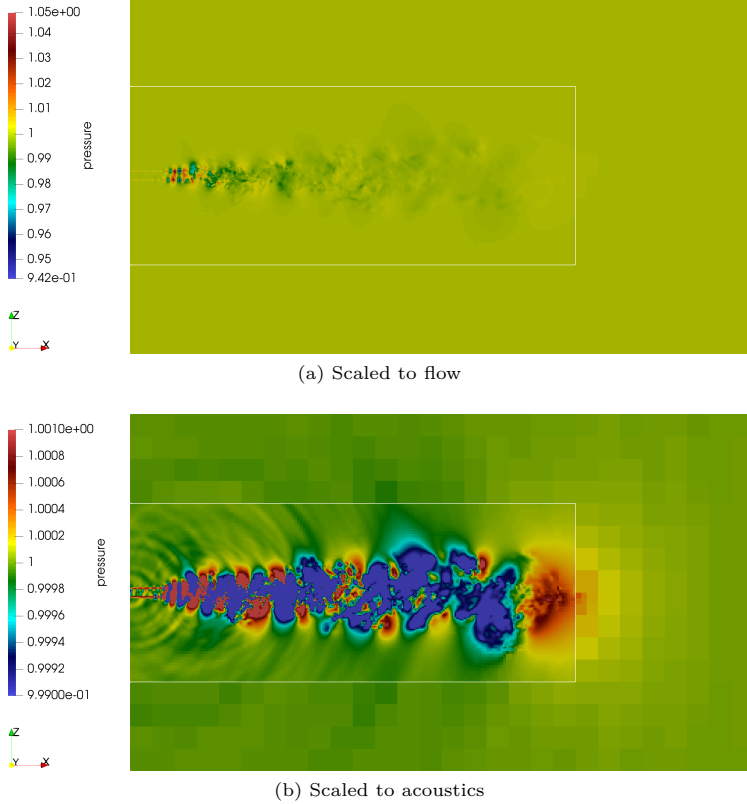 1.05e+00
1.04
1.03
1.02
1.01
1
0.99
0.98
0.97
0.96
0.95
9.42e-01
pressure
Z
Y
X
(a) Scaled to flow
1.0010e+00
1.0008
1.0006
1.0004
1.0002
1
0.9998
0.9996
0.9994
0.9992
9.9900e-01
pressure
Z
Y
X
(b) Scaled to acoustics